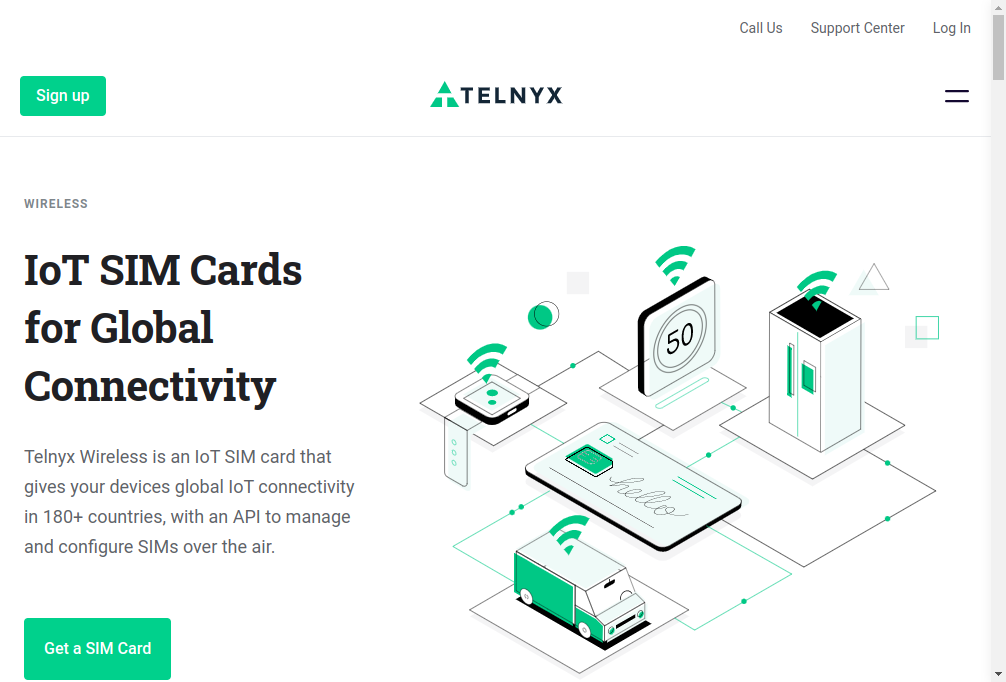 Call Us Support Center Log In
Sign up
TELNYX
WIRELESS
IoT SIM Cards
for Global
Connectivity
Telnyx Wireless is an IoT SIM card that
gives your devices global IoT connectivity
in 180+ countries, with an API to manage
and configure SIMs over the air.
Get a SIM Card
50
hello